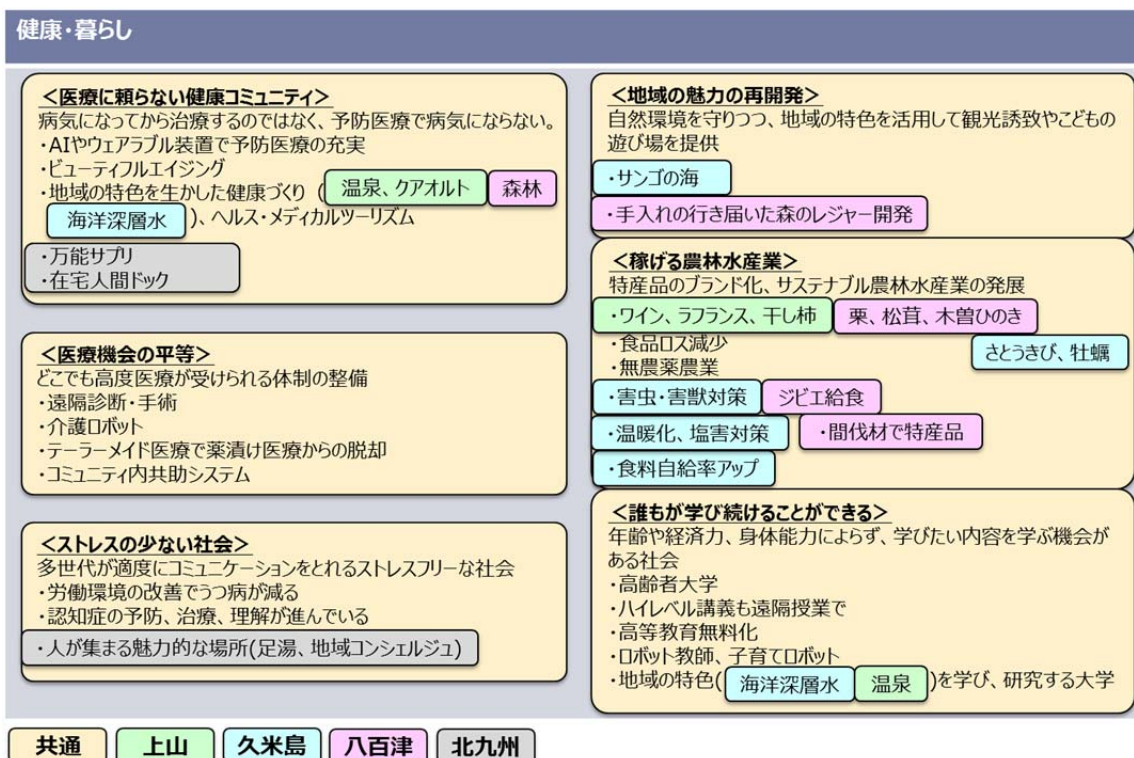 健康・暮らし
＜医療に頼らない健康コミュニティ＞
病気になってから治療するのではなく、予防医療で病気にならない。
・AIやウェアラブル装置で予防医療の充実
・ビューティフルエイジング
・地域の特色を生かした健康づくり（ 温泉、クアオルト 森林
海洋深層水 )、ヘルス・メディカルツーリズム
・万能サプリ
・在宅人間ドック
＜医療機会の平等＞
どこでも高度医療が受けられる体制の整備
・遠隔診断・手術
・介護ロボット
・テーラーメイド医療で薬漬け医療からの脱却
・コミュニティ内共助システム
＜ストレスの少ない社会＞
多世代が適度にコミュニケーションをとれるストレスフリーな社会
・労働環境の改善でうつ病が減る
・認知症の予防、治療、理解が進んでいる
・人が集まる魅力的な場所(足湯、地域コンシェルジュ)
＜地域の魅力の再開発＞
自然環境を守りつつ、地域の特色を活用して観光誘致やこどもの
遊び場を提供
・サンゴの海
・手入れの行き届いた森のレジャー開発
＜稼げる農林水産業＞
特産品のブランド化、サステナブル農林水産業の発展
・ワイン、ラフランス、干し柿 栗、松茸、木曽ひのき
・食品ロス減少
さとうきび、牡蠣
・無農薬農業
・害虫・害獣対策 ジビエ給食
・温暖化、塩害対策 ・間伐材で特産品
・食料自給率アップ
＜誰もが学び続けることができる＞
年齢や経済力、身体能力によらず、学びたい内容を学ぶ機会が
ある社会
・高齢者大学
・ハイレベル講義も遠隔授業で
・高等教育無料化
・ロボット教師、子育てロボット
・地域の特色( 海洋深層水 温泉 )を学び、研究する大学
共通 上山 久米島 八百津 北九州